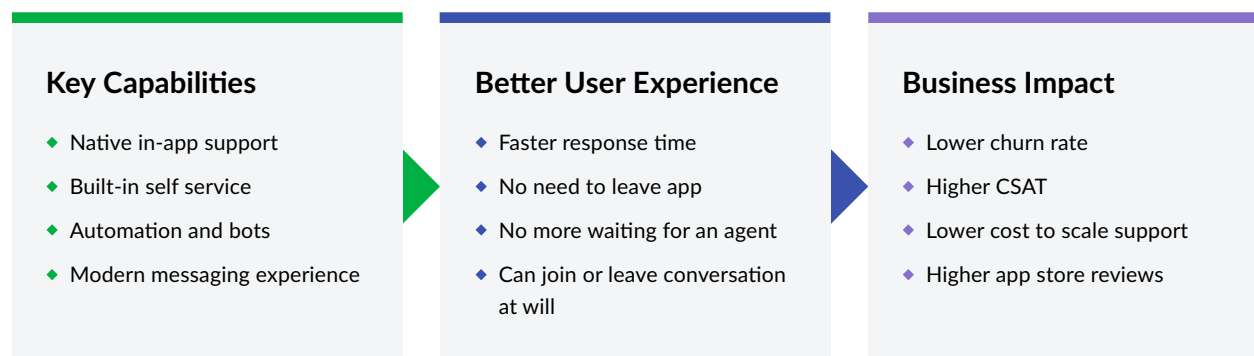 Key Capabilities
Native in-app support
Built-in self service
Automation and bots
Modern messaging experience
Better User Experience
Faster response time
No need to leave app
No more waiting for an agent
Can join or leave conversation
at will
Business Impact
Lower churn rate
Higher CSAT
Lower cost to scale support
Higher app store reviews